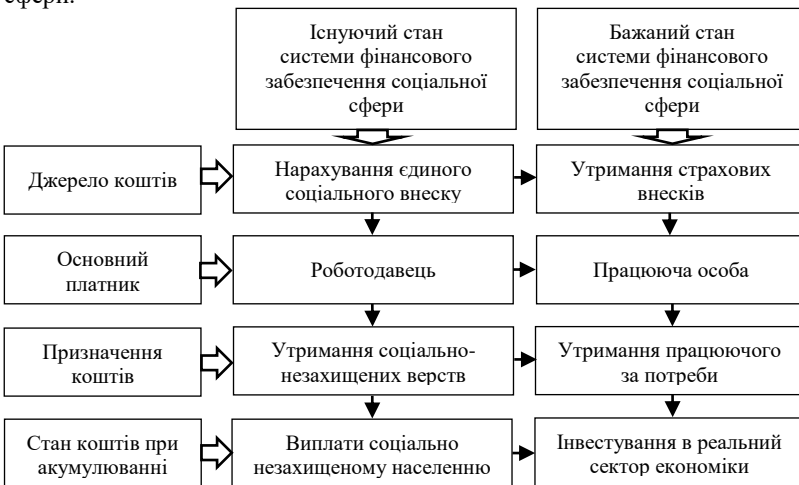 сфери.
Існуючий стан
системи фінансового
забезпечення соціальної
сфери
Бажаний стан
системи фінансового
забезпечення соціальної
сфери
Джерело коштів
Нарахування єдиного
соціального внеску
Утримання страхових
внесків
Основний
платник
Роботодавець
Працююча особа
Призначення
коштів
Утримання соціально-
незахищених верств
Утримання працюючого
за потреби
Стан коштів при
акумулюванні
Виплати соціально
незахищеному населенню
Інвестування в реальний
сектор економіки